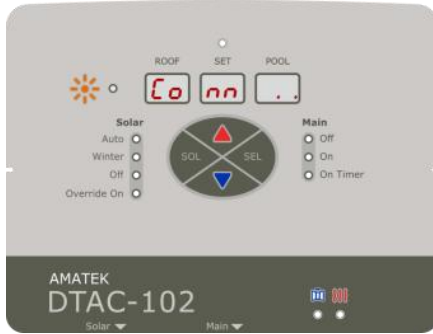 ROOF SET POOL
Co nn ..
Solar Main
Auto Off
Winter SOL SEL On
Off On Timer
Override On
AMATEK
DTAC-102
Solar Main